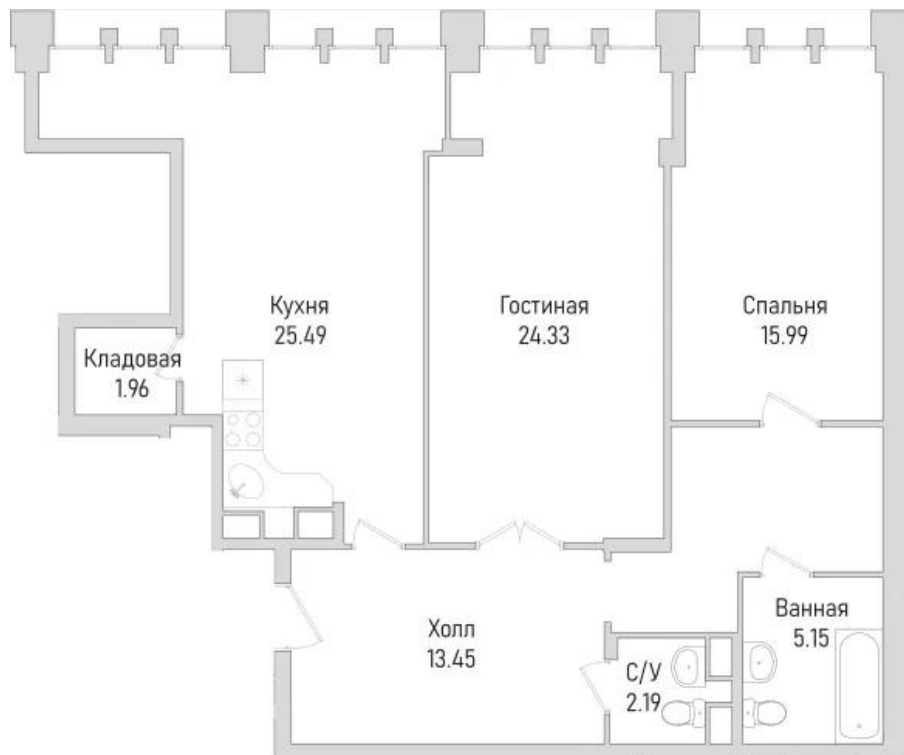 Кухня
25.49
Гостиная
24.33
Спальня
15.99
Кладовая
1.96
Холл
13.45
С/У
2.19
Ванная
5.15